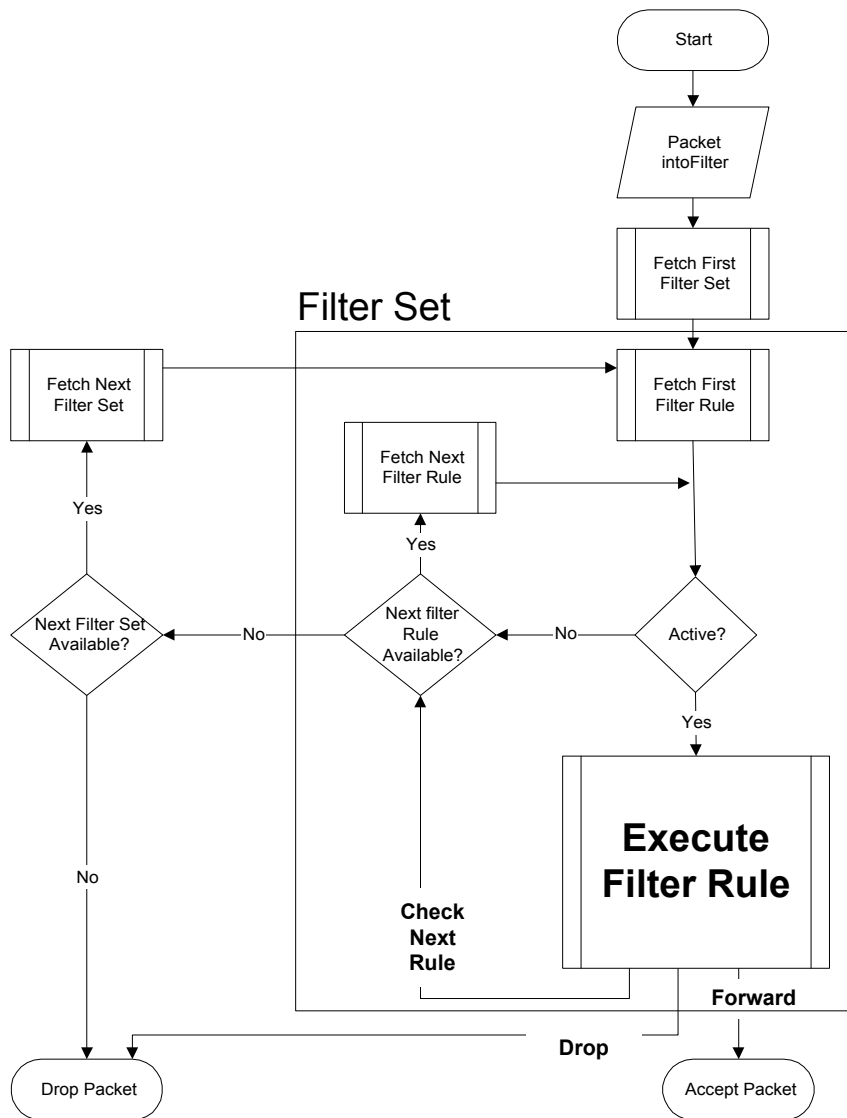 Start
Packet
intoFilter
Fetch First
Filter Set
Filter Set
Fetch Next
Filter Set
Fetch First
Filter Rule
Fetch Next
Filter Rule
Yes
Yes
Next Filter Set
Available?
No
Next filter
Rule
Available?
No
Active?
Yes
Execute
Filter Rule
No
Check
Next
Rule
Forward
Drop
Drop Packet
Accept Packet